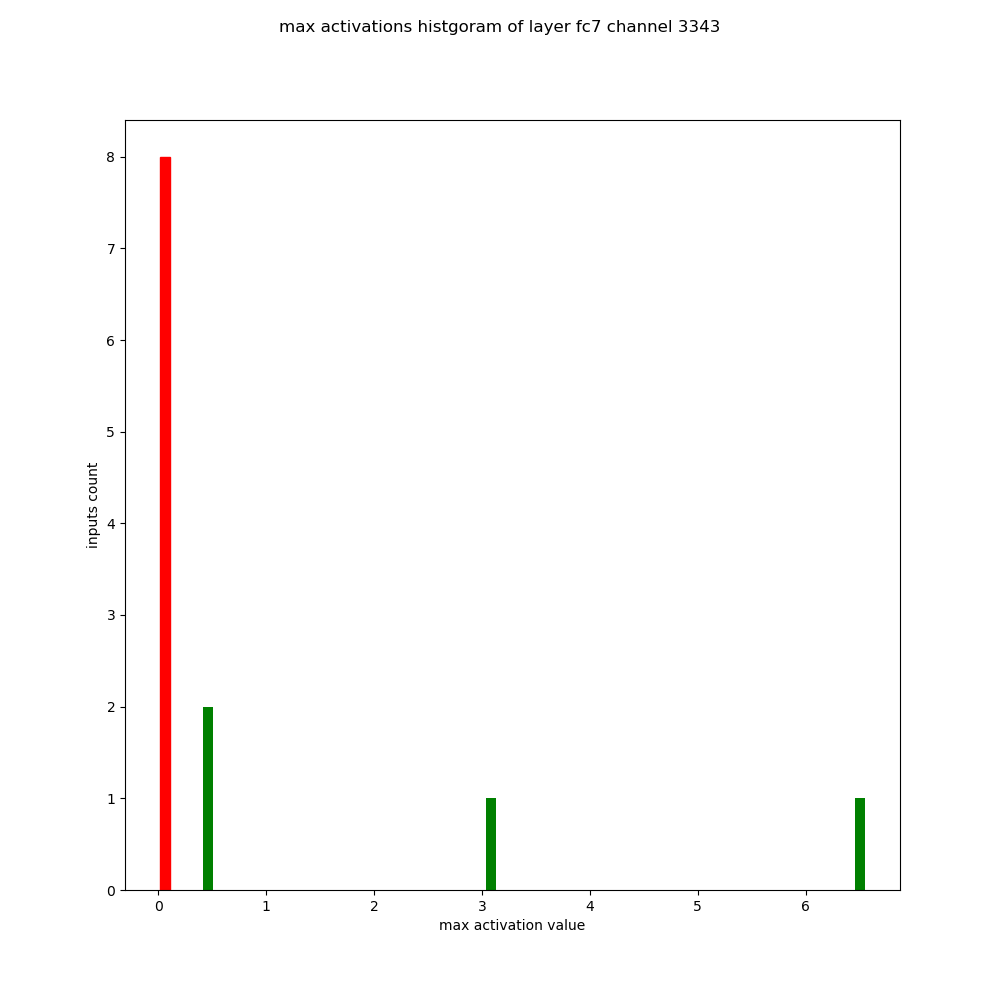 max activations histgoram of layer fc7 channel 3343
8
7
6
5
4
3
2
1
0
inputs count
0 1 2 3 4 5 6
max activation value